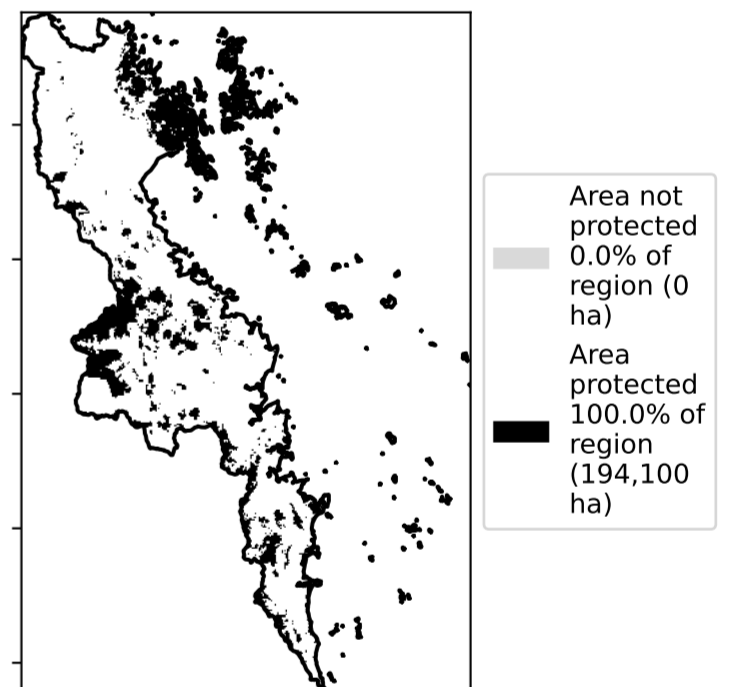 Area not
protected
0.0% of
region (0
ha)
Area
protected
100.0% of
region
(194,100
ha)